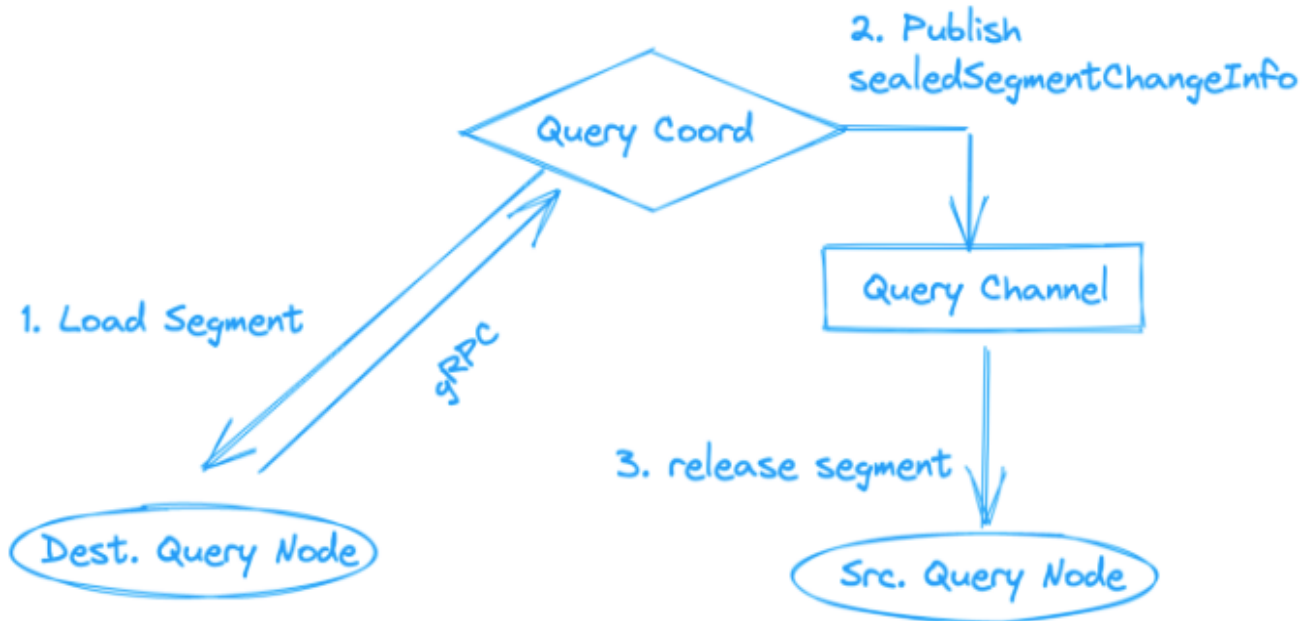 2. Publish
sealedSegmentChangeInfo
Query Coord
Query Channel
1. Load Segment
gRPC
3. release segment
Dest. Query Node
Src. Query Node